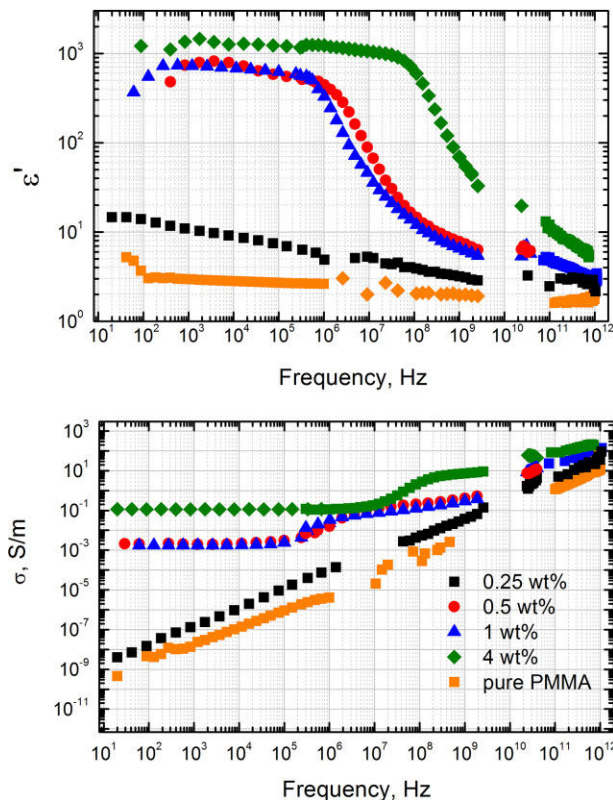 10³
10²
10¹
10⁰
ε'
10¹ 10² 10³ 10⁴ 10⁵ 10⁶ 10⁷ 10⁸ 10⁹ 10¹⁰ 10¹¹ 10¹²
Frequency, Hz
10³
10¹
10⁻¹
10⁻³
10⁻⁵
10⁻⁷
10⁻⁹
10⁻¹¹
σ, S/m
0.25 wt%
0.5 wt%
1 wt%
4 wt%
pure PMMA
10¹ 10² 10³ 10⁴ 10⁵ 10⁶ 10⁷ 10⁸ 10⁹ 10¹⁰ 10¹¹ 10¹²
Frequency, Hz